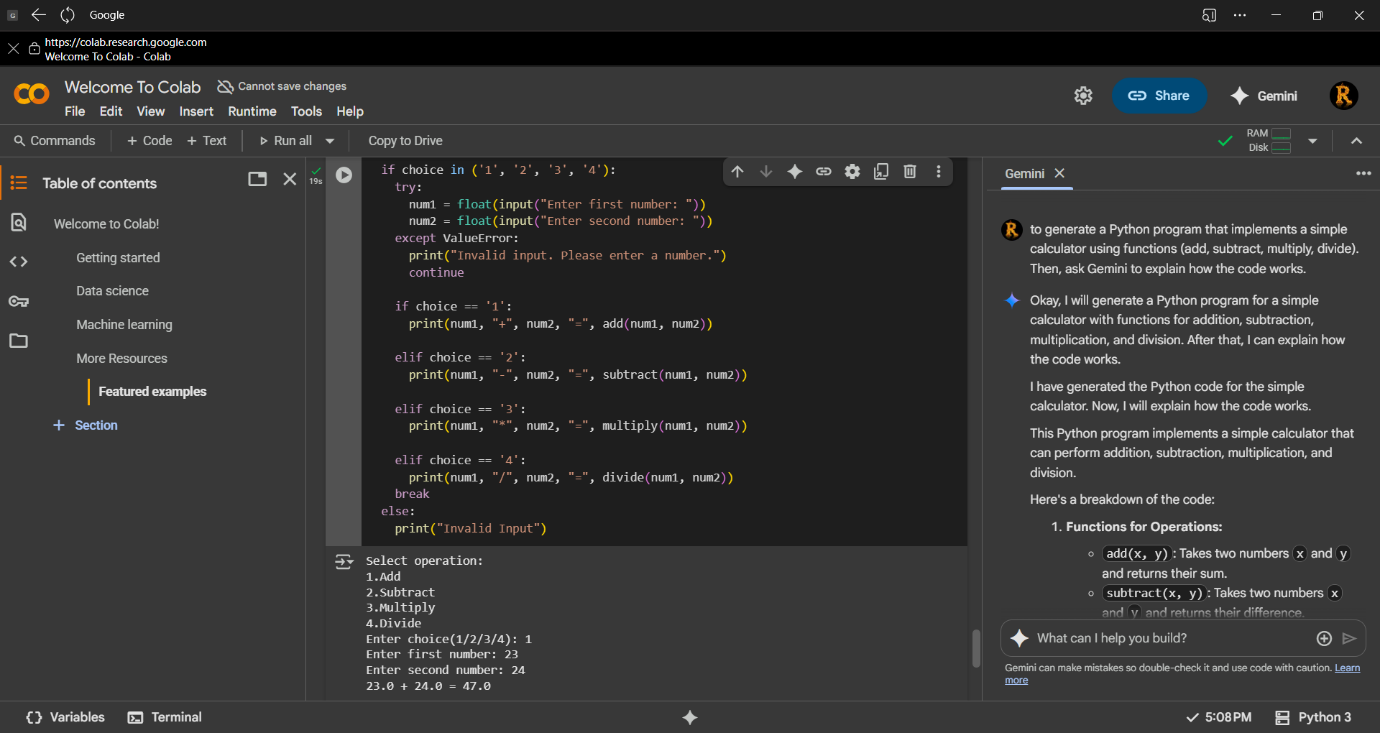 G
Google
https://colab.research.google.com
Welcome To Colab - Colab
CO
Welcome To Colab
Cannot save changes
File Edit View Insert Runtime Tools Help
Share
Gemini
R
Commands + Code + Text Run all Copy to Drive
RAM
Disk
Table of contents
Welcome to Colab!
Getting started
Data science
Machine learning
More Resources
Featured examples
+ Section
19s
if choice in ('1', '2', '3', '4'):
try:
num1 = float(input("Enter first number: "))
num2 = float(input("Enter second number: "))
except ValueError:
print("Invalid input. Please enter a number.")
continue
if choice == '1':
print(num1, "+", num2, "=", add(num1, num2))
elif choice == '2':
print(num1, "-", num2, "=", subtract(num1, num2))
elif choice == '3':
print(num1, "*", num2, "=", multiply(num1, num2))
elif choice == '4':
print(num1, "/", num2, "=", divide(num1, num2))
break
else:
print("Invalid Input")
Select operation:
1.Add
2.Subtract
3.Multiply
4.Divide
Enter choice(1/2/3/4): 1
Enter first number: 23
Enter second number: 24
23.0 + 24.0 = 47.0
Gemini
R
to generate a Python program that implements a simple
calculator using functions (add, subtract, multiply, divide).
Then, ask Gemini to explain how the code works.
Okay, I will generate a Python program for a simple
calculator with functions for addition, subtraction,
multiplication, and division. After that, I can explain how
the code works.
I have generated the Python code for the simple
calculator. Now, I will explain how the code works.
This Python program implements a simple calculator that
can perform addition, subtraction, multiplication, and
division.
Here's a breakdown of the code:
1. Functions for Operations:
add(x, y): Takes two numbers x and y
and returns their sum.
subtract(x, y): Takes two numbers x
and y and returns their difference.
What can I help you build?
Gemini can make mistakes so double-check it and use code with caution. Learn
more
Variables
Terminal
5:08 PM
Python 3